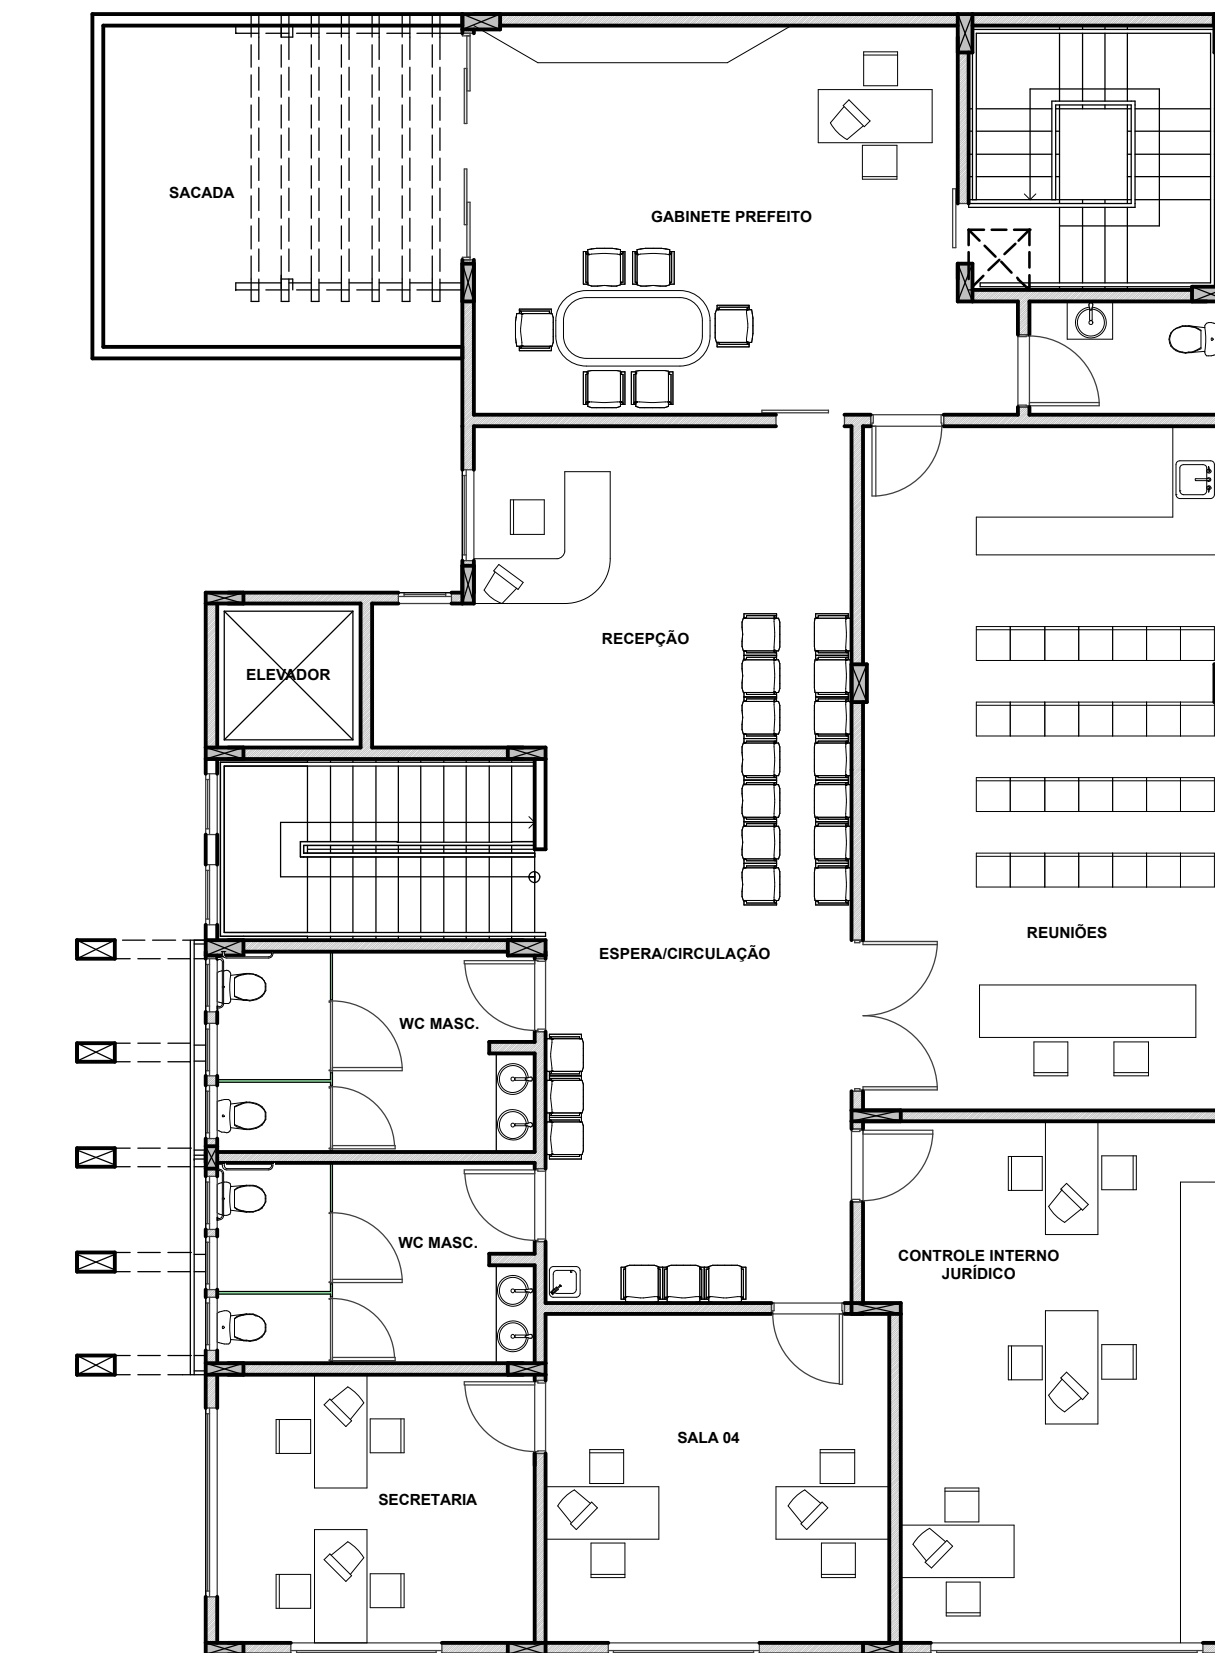 SACADA
GABINETE PREFEITO
RECEPÇÃO
ELEVADOR
REUNIÕES
ESPERA/CIRCULAÇÃO
WC MASC.
WC MASC.
CONTROLE INTERNO
JURÍDICO
SALA 04
SECRETARIA